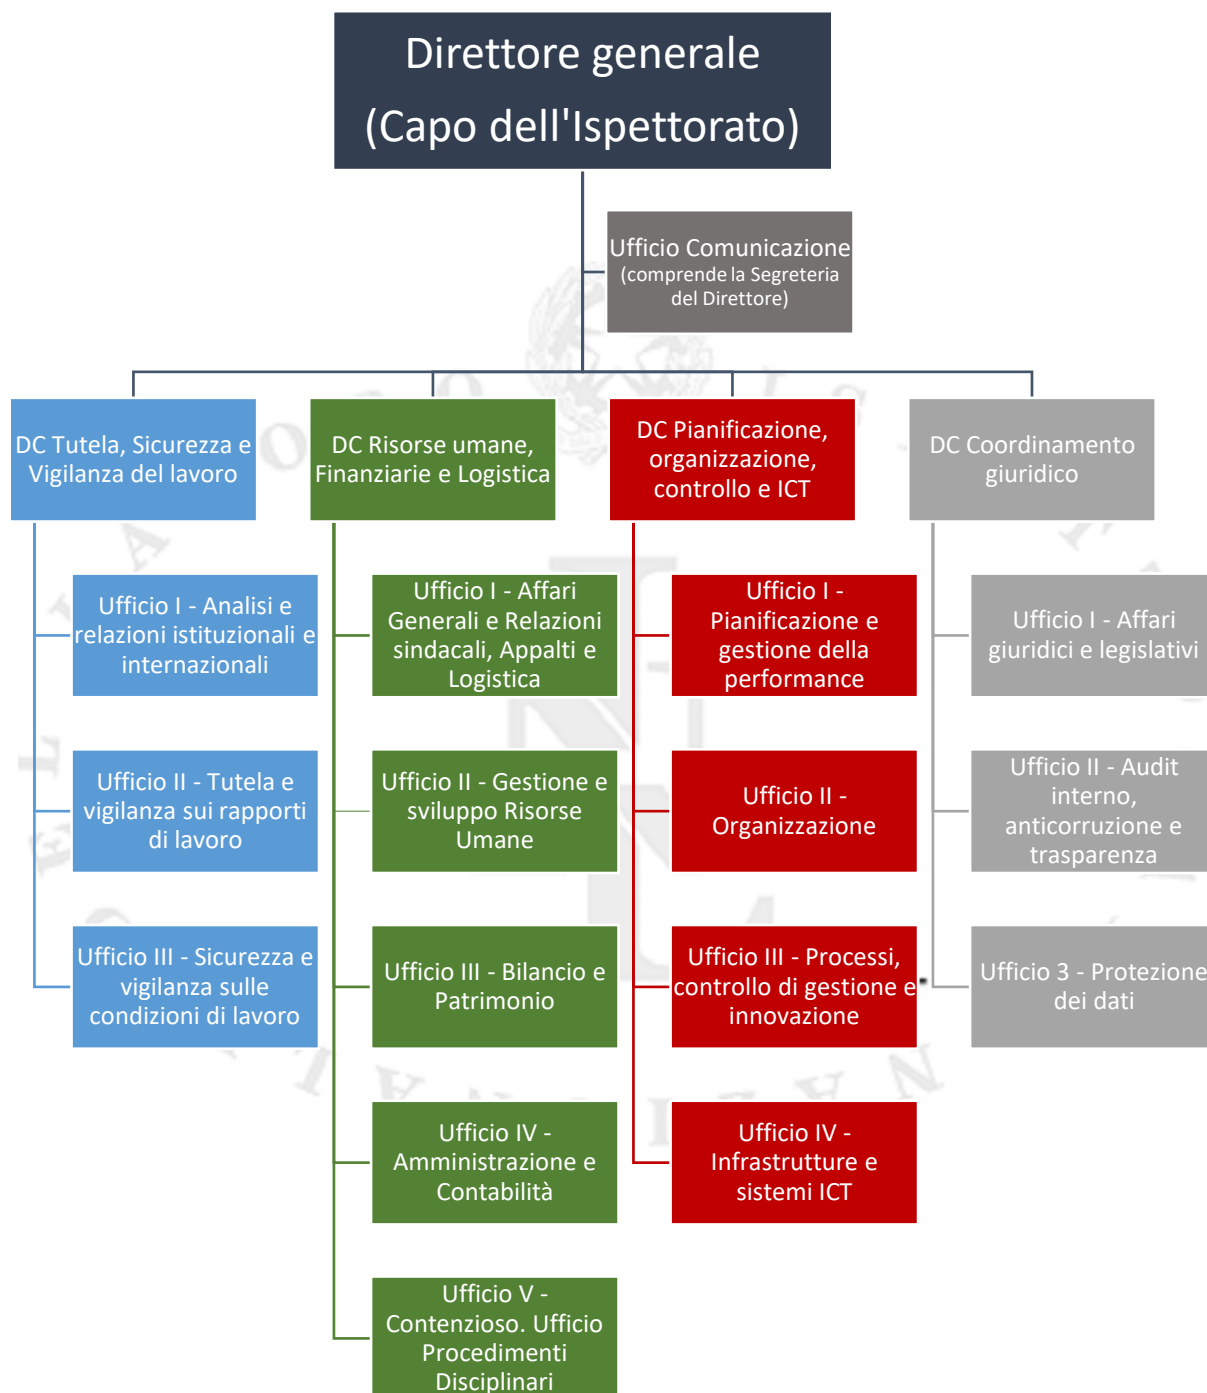 Direttore generale
(Capo dell'Ispettorato)
Ufficio Comunicazione
(comprende la Segreteria
del Direttore)
DC Tutela, Sicurezza e
Vigilanza del lavoro
DC Risorse umane,
Finanziarie e Logistica
DC Pianificazione,
organizzazione,
controllo e ICT
DC Coordinamento
giuridico
Ufficio I - Analisi e
relazioni istituzionali e
internazionali
Ufficio II - Tutela e
vigilanza sui rapporti
di lavoro
Ufficio III - Sicurezza e
vigilanza sulle
condizioni di lavoro
Ufficio I - Affari
Generali e Relazioni
sindacali, Appalti e
Logistica
Ufficio II - Gestione e
sviluppo Risorse
Umane
Ufficio III - Bilancio e
Patrimonio
Ufficio IV -
Amministrazione e
Contabilità
Ufficio V -
Contenzioso. Ufficio
Procedimenti
Disciplinari
Ufficio I -
Pianificazione e
gestione della
performance
Ufficio II -
Organizzazione
Ufficio III - Processi,
controllo di gestione e
innovazione
Ufficio IV -
Infrastrutture e
sistemi ICT
Ufficio I - Affari
giuridici e legislativi
Ufficio II - Audit
interno,
anticorruzione e
trasparenza
Ufficio 3 - Protezione
dei dati